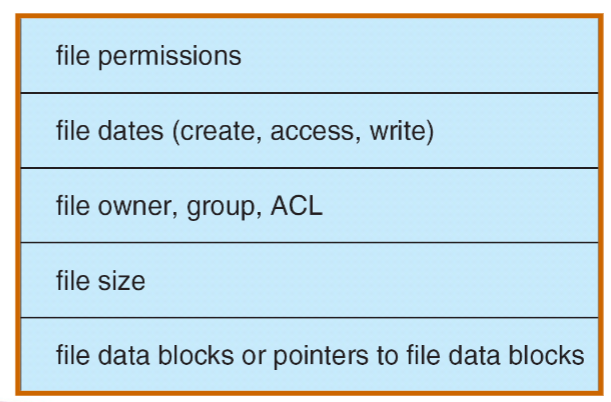 file permissions
file dates (create, access, write)
file owner, group, ACL
file size
file data blocks or pointers to file data blocks